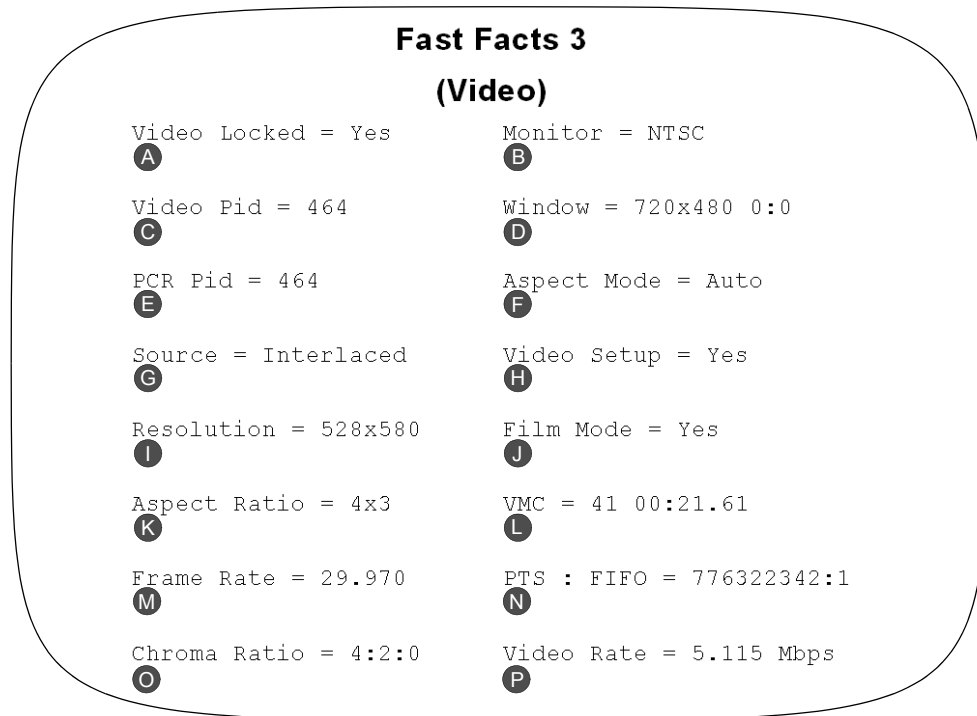 Fast Facts 3
(Video)
Video Locked = Yes Monitor = NTSC
A B
Video Pid = 464 Window = 720x480 0:0
C D
PCR Pid = 464 Aspect Mode = Auto
E F
Source = Interlaced Video Setup = Yes
G H
Resolution = 528x580 Film Mode = Yes
I J
Aspect Ratio = 4x3 VMC = 41 00:21.61
K L
Frame Rate = 29.970 PTS : FIFO = 776322342:1
M N
Chroma Ratio = 4:2:0 Video Rate = 5.115 Mbps
O P